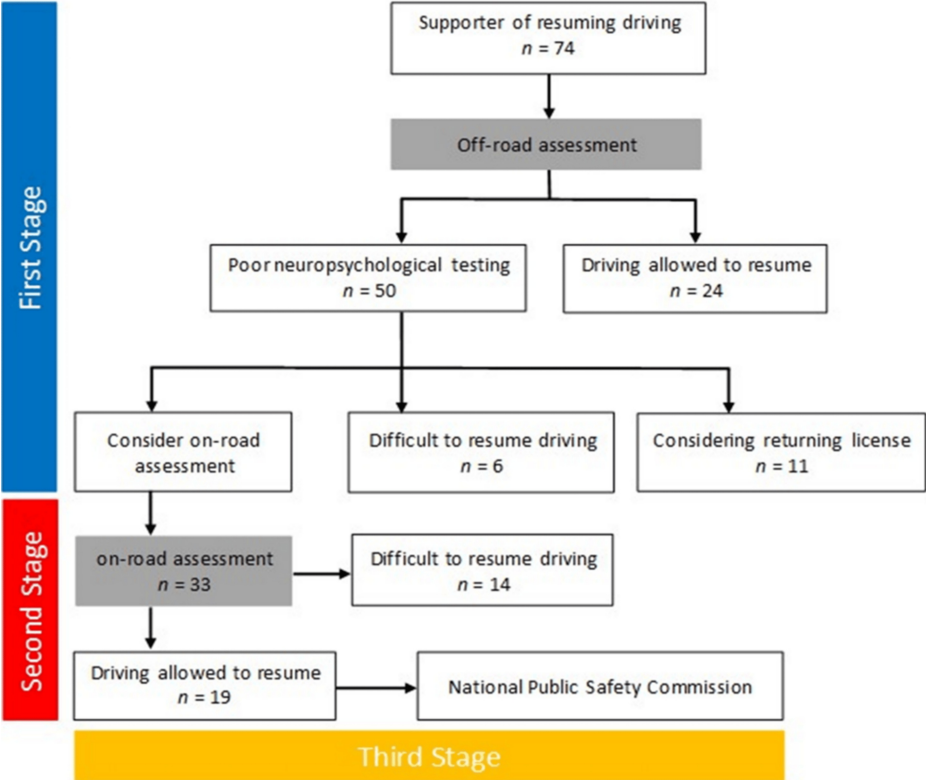 First Stage
Supporter of resuming driving
n = 74
Off-road assessment
Poor neuropsychological testing
n = 50
Driving allowed to resume
n = 24
Consider on-road
assessment
Difficult to resume driving
n = 6
Considering returning license
n = 11
Second Stage
on-road assessment
n = 33
Difficult to resume driving
n = 14
Driving allowed to resume
n = 19
National Public Safety Commission
Third Stage